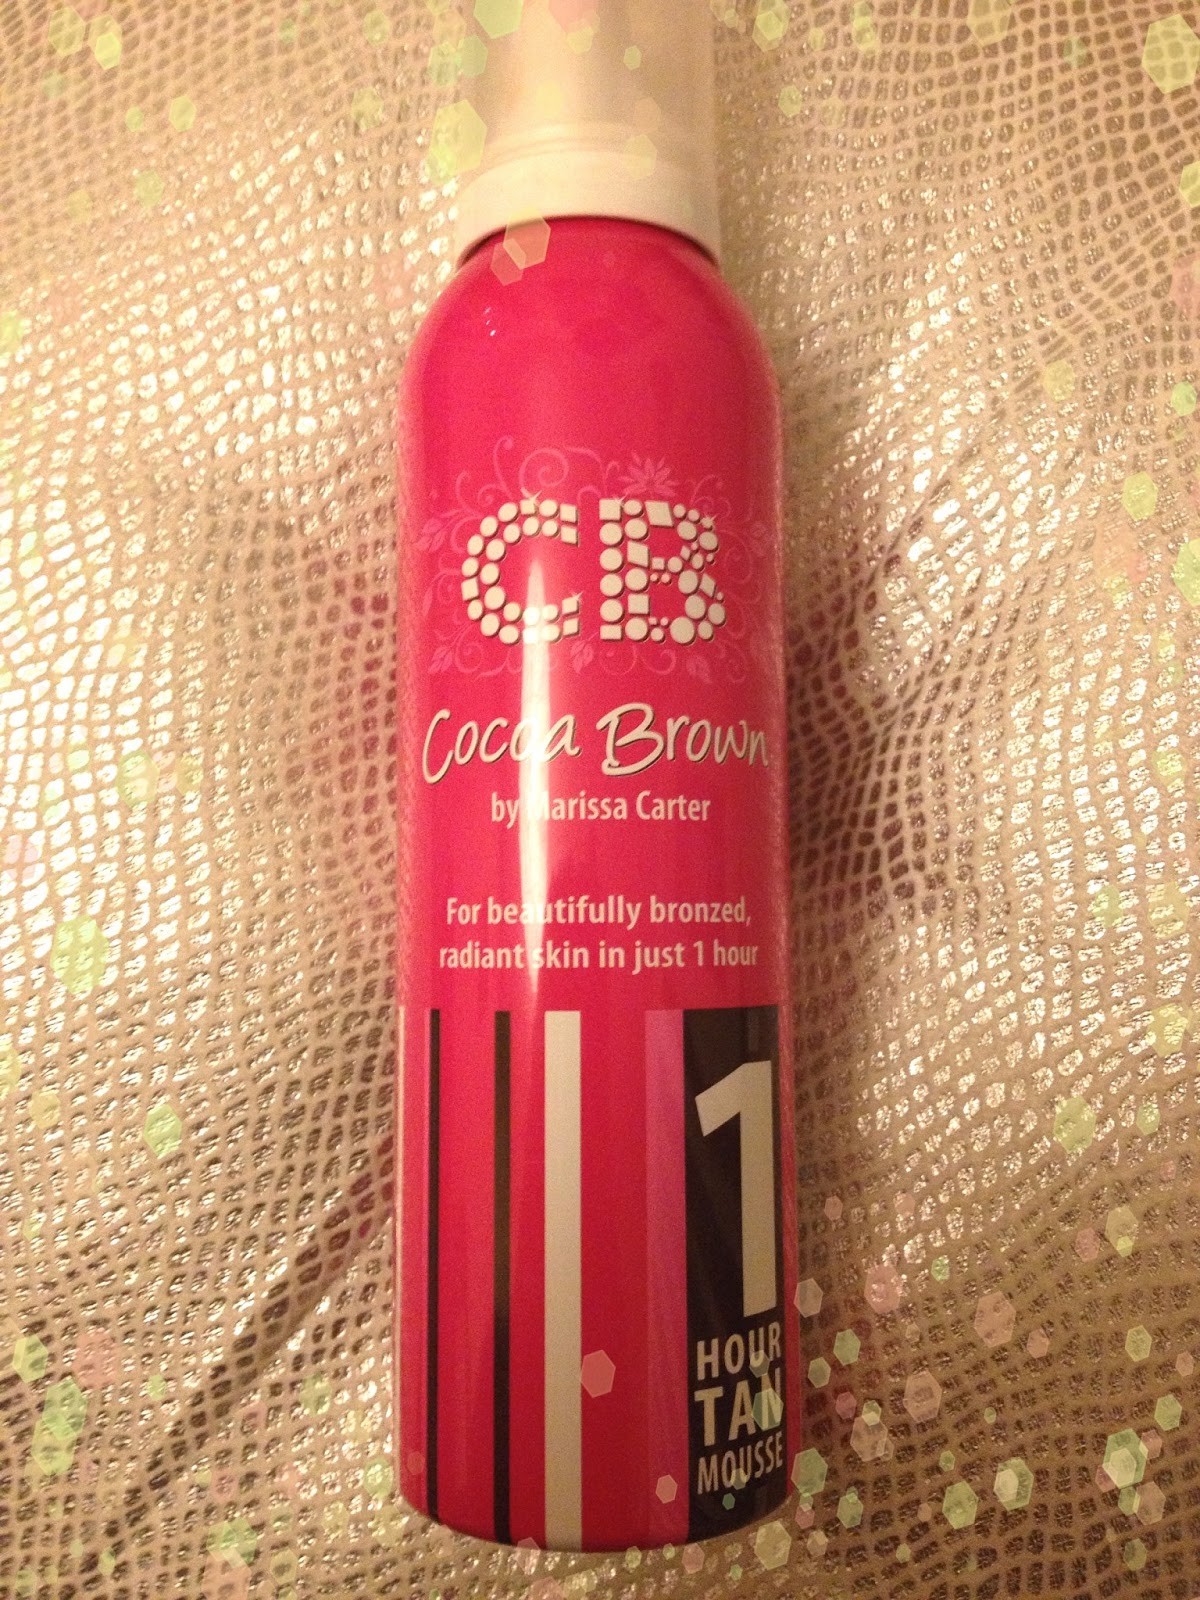 CB
Cocoa Brown
by Marissa Carter
For beautifully bronzed,
radiant skin in just 1 hour
1
HOUR
TAN
MOUSSE